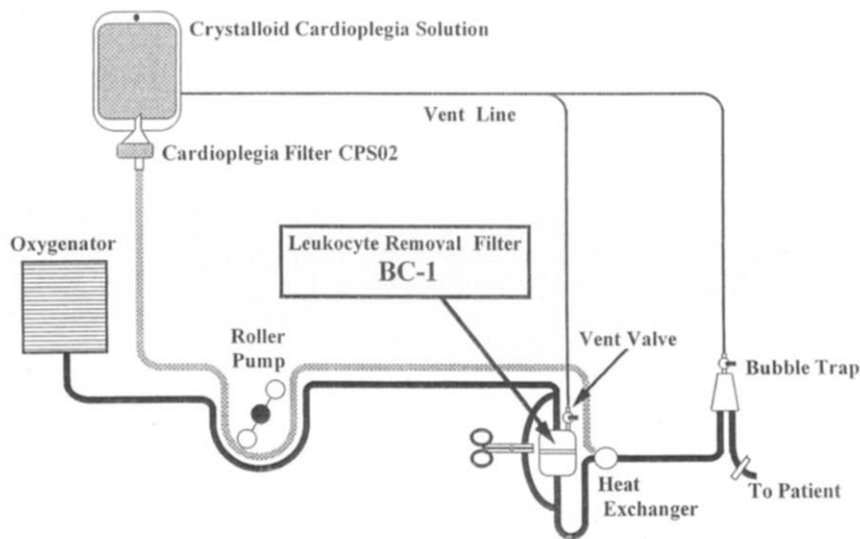 Crystalloid Cardioplegia Solution
Vent Line
Cardioplegia Filter CPS02
Oxygenator
Leukocyte Removal Filter
BC-1
Roller
Pump
Vent Valve
Bubble Trap
Heat
Exchanger
To Patient